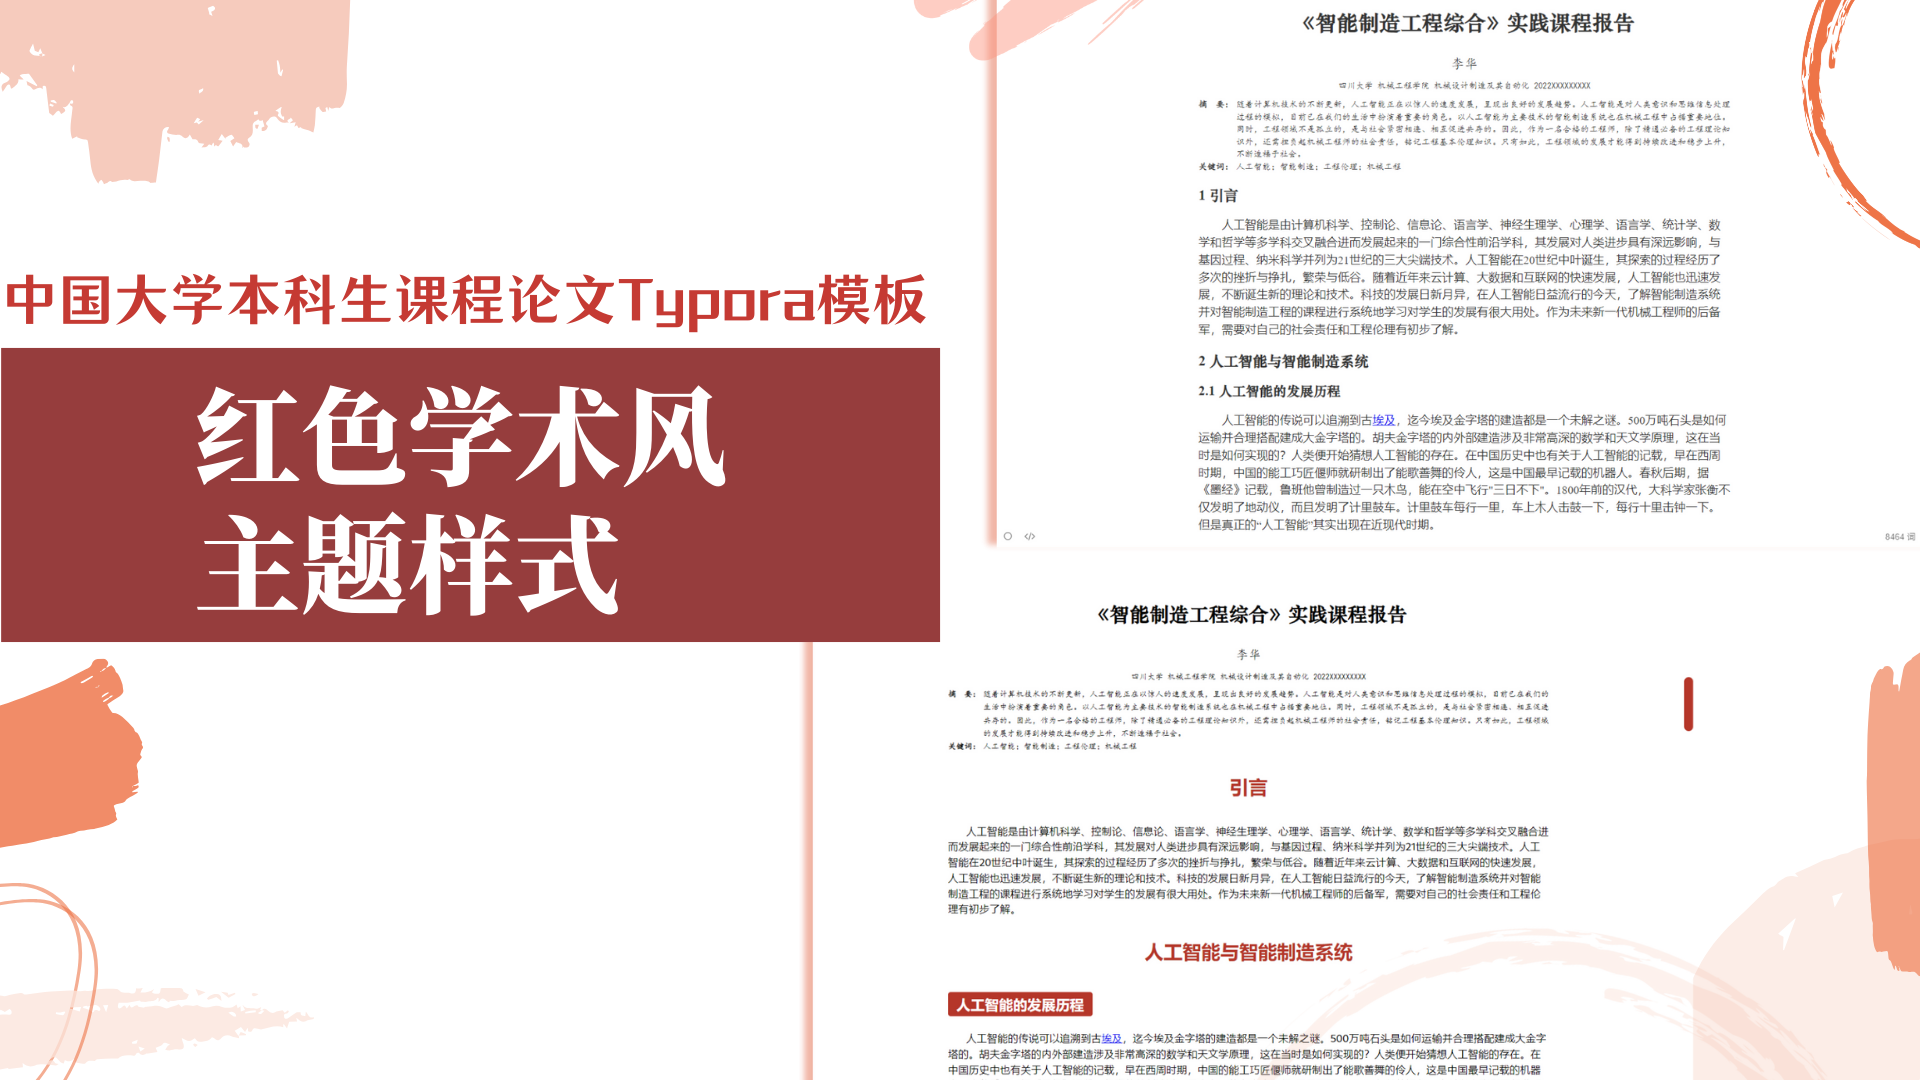 中国大学本科生课程论文Typora模板
红色学术风
主题样式
《智能制造工程综合》实践课程报告
李华
四川大学 机械工程学院 机械设计制造及其自动化 2022XXXXXXXXX
摘 要： 随着计算机技术的不断更新，人工智能正在以惊人的速度发展，呈现出良好的发展趋势。人工智能是对人类意识和思维信息处理
过程的模拟，目前已在我们的生活中扮演着重要的角色。以人工智能为主要技术的智能制造系统也在机械工程中占据重要地位。
同时，工程领域不是孤立的，是与社会紧密相连、相互促进共存的。因此，作为一名合格的工程师，除了精通必备的工程理论知
识外，还需担负起机械工程师的社会责任，铭记工程基本伦理知识。只有如此，工程领域的发展才能得到持续改进和稳步上升，
不断造福于社会。
关键词： 人工智能；智能制造；工程伦理；机械工程
1 引言
人工智能是由计算机科学、控制论、信息论、语言学、神经生理学、心理学、语言学、统计学、数
学和哲学等多学科交叉融合进而发展起来的一门综合性前沿学科，其发展对人类进步具有深远影响，与
基因过程、纳米科学并列为21世纪的三大尖端技术。人工智能在20世纪中叶诞生，其探索的过程经历了
多次的挫折与挣扎，繁荣与低谷。随着近年来云计算、大数据和互联网的快速发展，人工智能也迅速发
展，不断诞生新的理论和技术。科技的发展日新月异，在人工智能日益流行的今天，了解智能制造系统
并对智能制造工程的课程进行系统地学习对学生的发展有很大用处。作为未来新一代机械工程师的后备
军，需要对自己的社会责任和工程伦理有初步了解。
2 人工智能与智能制造系统
2.1 人工智能的发展历程
人工智能的传说可以追溯到古埃及，迄今埃及金字塔的建造都是一个未解之谜。500万吨石头是如何
运输并合理搭配建成大金字塔的。胡夫金字塔的内外部建造涉及非常高深的数学和天文学原理，这在当
时是如何实现的？人类便开始猜想人工智能的存在。在中国历史中也有关于人工智能的记载，早在西周
时期，中国的能工巧匠偃师就研制出了能歌善舞的伶人，这是中国最早记载的机器人。春秋后期，据
《墨经》记载，鲁班他曾制造过一只木鸟，能在空中飞行"三日不下"。1800年前的汉代，大科学家张衡不
仅发明了地动仪，而且发明了计里鼓车。计里鼓车每行一里，车上木人击鼓一下，每行十里击钟一下。
但是真正的“人工智能”其实出现在近现代时期。
</>
8464 词
《智能制造工程综合》实践课程报告
李华
四川大学 机械工程学院 机械设计制造及其自动化 2022XXXXXXXXX
摘 要： 随着计算机技术的不断更新，人工智能正在以惊人的速度发展，呈现出良好的发展趋势。人工智能是对人类意识和思维信息处理过程的模拟，目前已在我们的
生活中扮演着重要的角色。以人工智能为主要技术的智能制造系统也在机械工程中占据重要地位。同时，工程领域不是孤立的，是与社会紧密相连、相互促进
共存的。因此，作为一名合格的工程师，除了精通必备的工程理论知识外，还需担负起机械工程师的社会责任，铭记工程基本伦理知识。只有如此，工程领域
的发展才能得到持续改进和稳步上升，不断造福于社会。
关键词： 人工智能；智能制造；工程伦理；机械工程
引言
人工智能是由计算机科学、控制论、信息论、语言学、神经生理学、心理学、语言学、统计学、数学和哲学等多学科交叉融合进
而发展起来的一门综合性前沿学科，其发展对人类进步具有深远影响，与基因过程、纳米科学并列为21世纪的三大尖端技术。人工
智能在20世纪中叶诞生，其探索的过程经历了多次的挫折与挣扎，繁荣与低谷。随着近年来云计算、大数据和互联网的快速发展，
人工智能也迅速发展，不断诞生新的理论和技术。科技的发展日新月异，在人工智能日益流行的今天，了解智能制造系统并对智能
制造工程的课程进行系统地学习对学生的发展有很大用处。作为未来新一代机械工程师的后备军，需要对自己的社会责任和工程伦
理有初步了解。
人工智能与智能制造系统
人工智能的发展历程
人工智能的传说可以追溯到古埃及，迄今埃及金字塔的建造都是一个未解之谜。500万吨石头是如何运输并合理搭配建成大金字
塔的。胡夫金字塔的内外部建造涉及非常高深的数学和天文学原理，这在当时是如何实现的？人类便开始猜想人工智能的存在。在
中国历史中也有关于人工智能的记载，早在西周时期，中国的能工巧匠偃师就研制出了能歌善舞的伶人，这是中国最早记载的机器